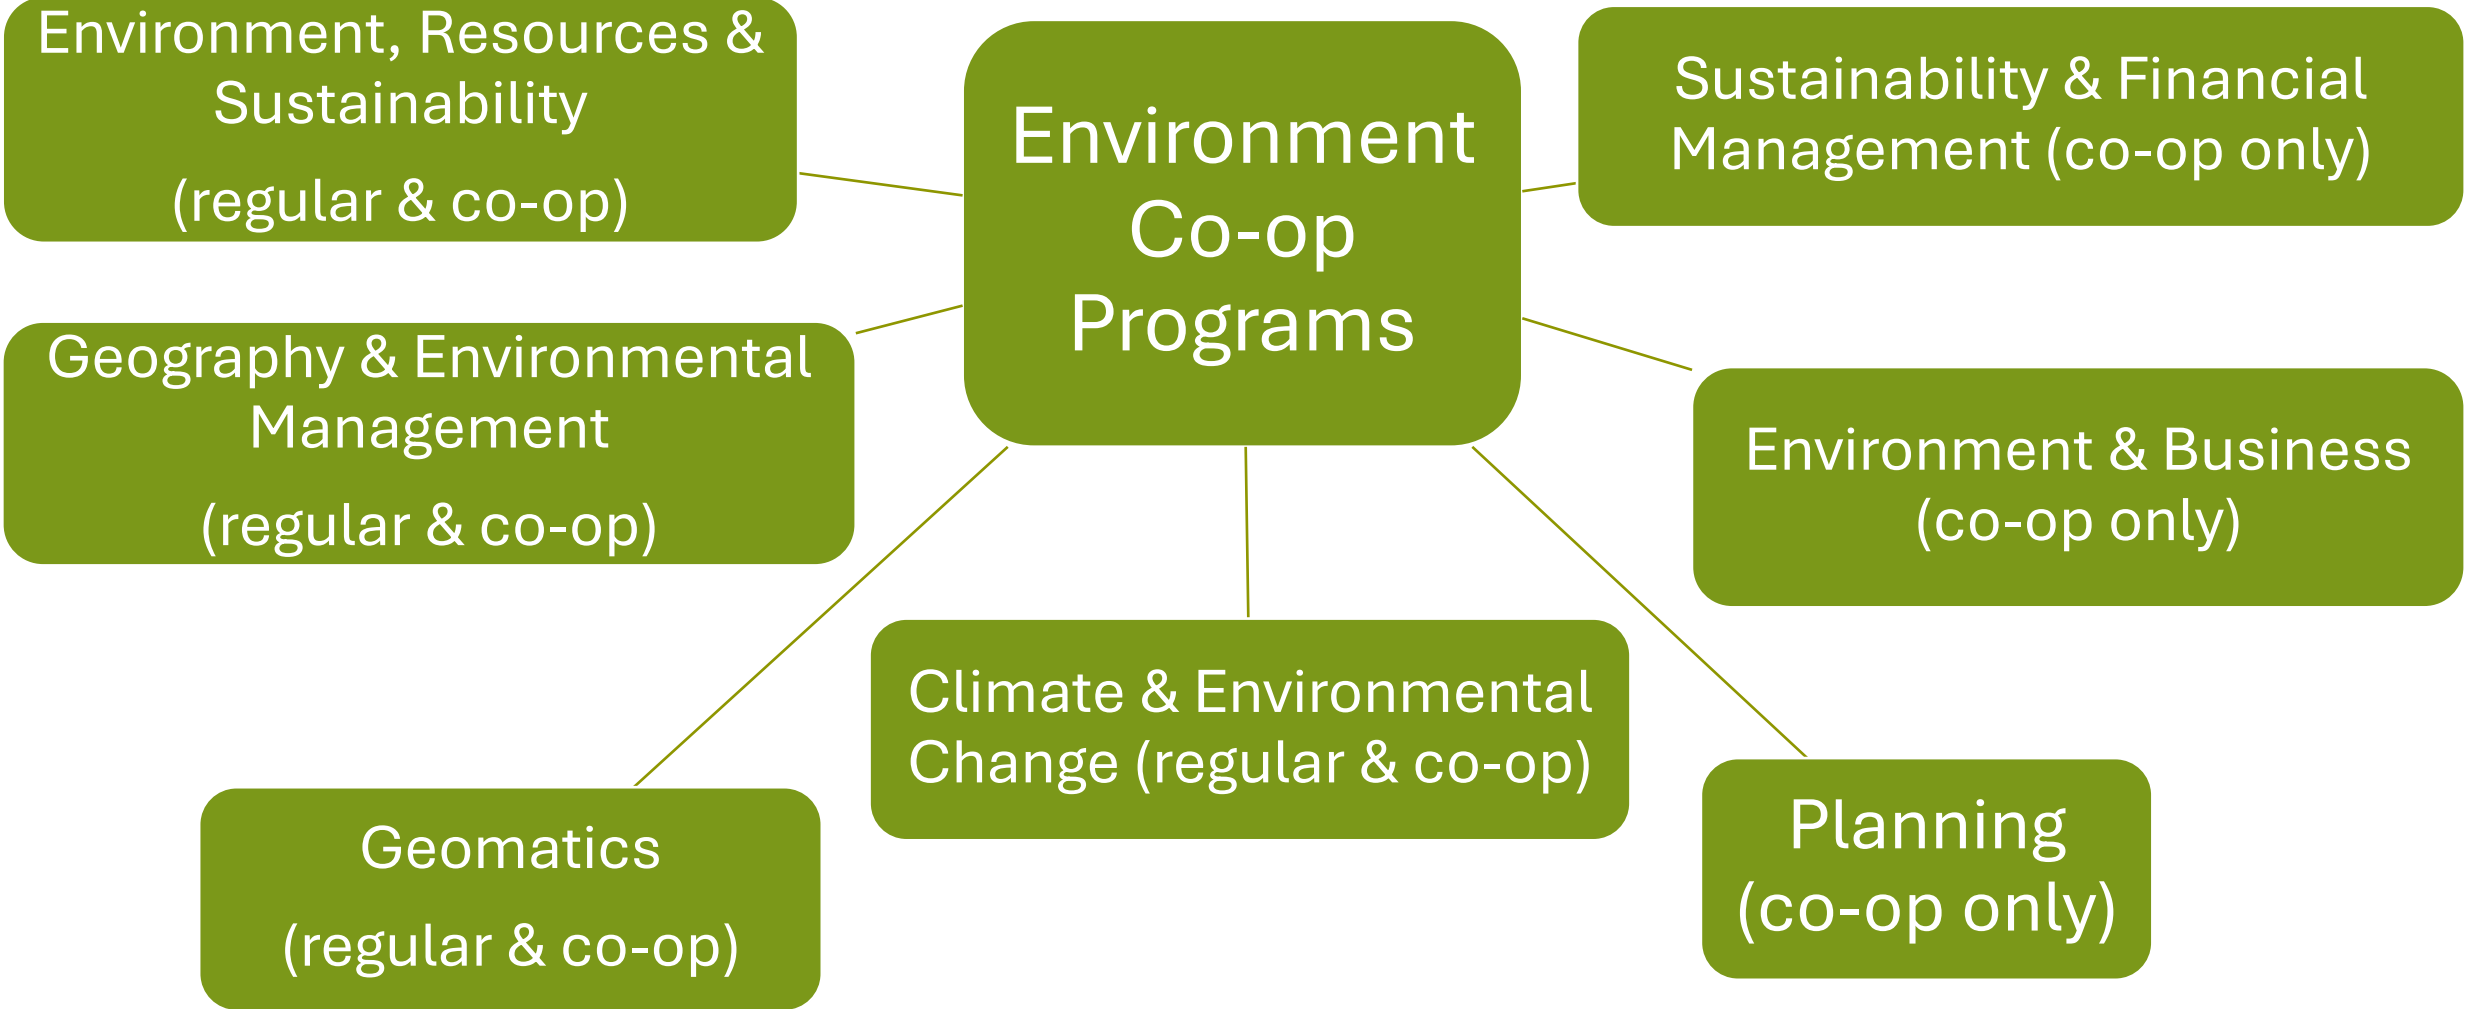 Environment, Resources &
Sustainability
(regular & co-op)
Environment
Co-op
Programs
Sustainability & Financial
Management (co-op only)
Geography & Environmental
Management
(regular & co-op)
Environment & Business
(co-op only)
Climate & Environmental
Change (regular & co-op)
Geomatics
(regular & co-op)
Planning
(co-op only)